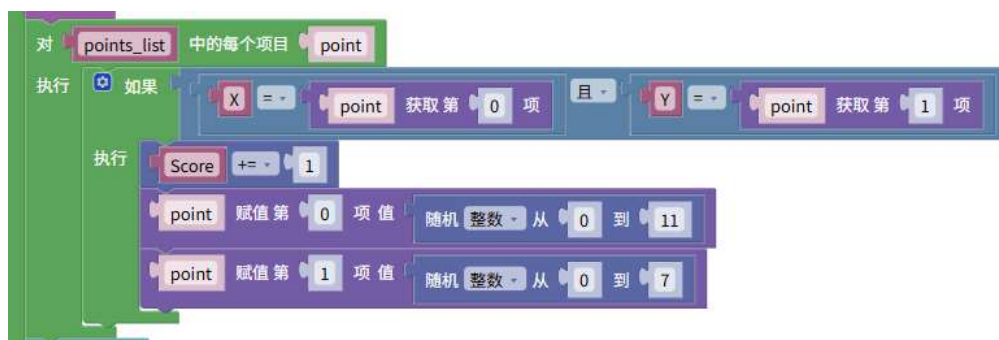 对 points_list 中的每个项目 point
执行 如果 X = point 获取第 0 项 且 Y = point 获取第 1 项
执行 Score += 1
point 赋值第 0 项 值 随机 整数 从 0 到 11
point 赋值第 1 项 值 随机 整数 从 0 到 7